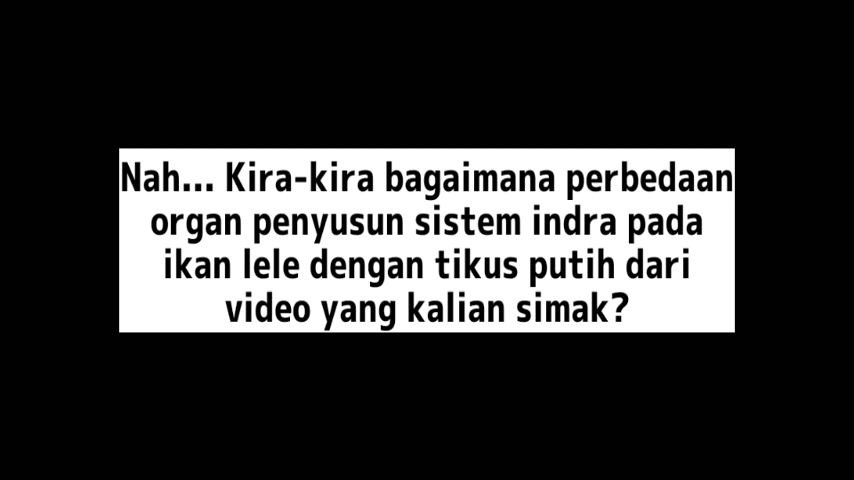 Nah... Kira-kira bagaimana perbedaan
organ penyusun sistem indra pada
ikan lele dengan tikus putih dari
video yang kalian simak?